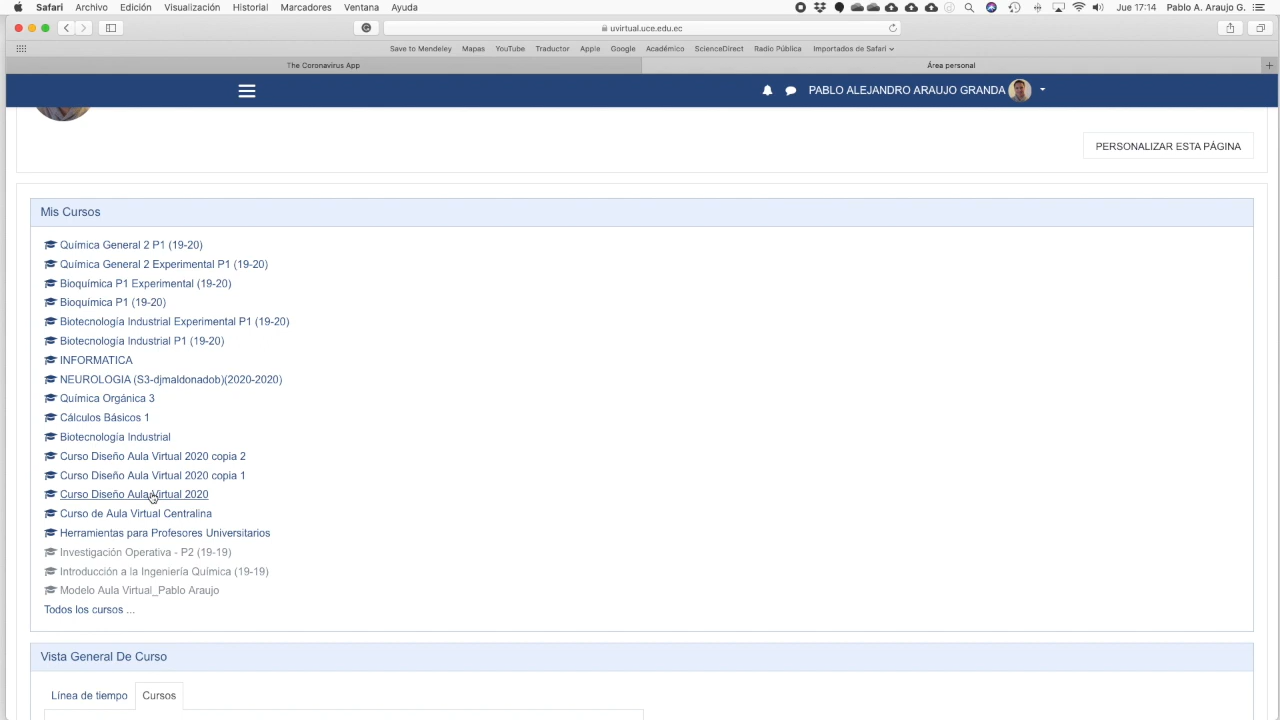 Safari Archivo Edición Visualización Historial Marcadores Ventana Ayuda Jue 17:14 Pablo A. Araujo G.
uvirtual.uce.edu.ec
Save to Mendeley Mapas YouTube Traductor Apple Google Académico ScienceDirect Radio Pública Importados de Safari
The Coronavirus App Área personal
PABLO ALEJANDRO ARAUJO GRANDA
PERSONALIZAR ESTA PÁGINA
Mis Cursos
Química General 2 P1 (19-20)
Química General 2 Experimental P1 (19-20)
Bioquímica P1 Experimental (19-20)
Bioquímica P1 (19-20)
Biotecnología Industrial Experimental P1 (19-20)
Biotecnología Industrial P1 (19-20)
INFORMATICA
NEUROLOGIA (S3-djmaldonadob)(2020-2020)
Química Orgánica 3
Cálculos Básicos 1
Biotecnología Industrial
Curso Diseño Aula Virtual 2020 copia 2
Curso Diseño Aula Virtual 2020 copia 1
Curso Diseño Aula Virtual 2020
Curso de Aula Virtual Centralina
Herramientas para Profesores Universitarios
Investigación Operativa - P2 (19-19)
Introducción a la Ingeniería Química (19-19)
Modelo Aula Virtual_Pablo Araujo
Todos los cursos ...
Vista General De Curso
Línea de tiempo Cursos